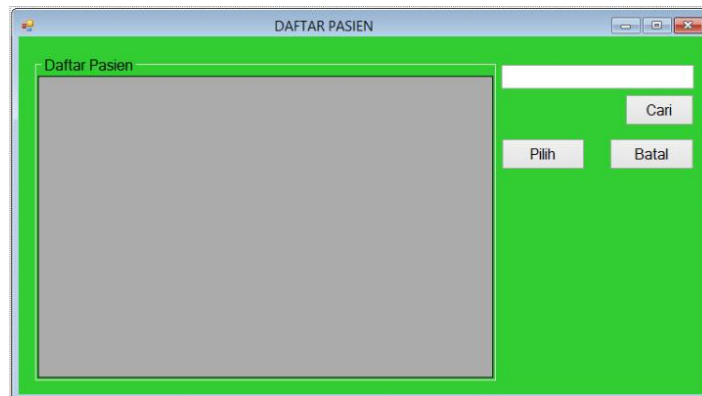 DAFTAR PASIEN
Daftar Pasien
Cari
Pilih
Batal